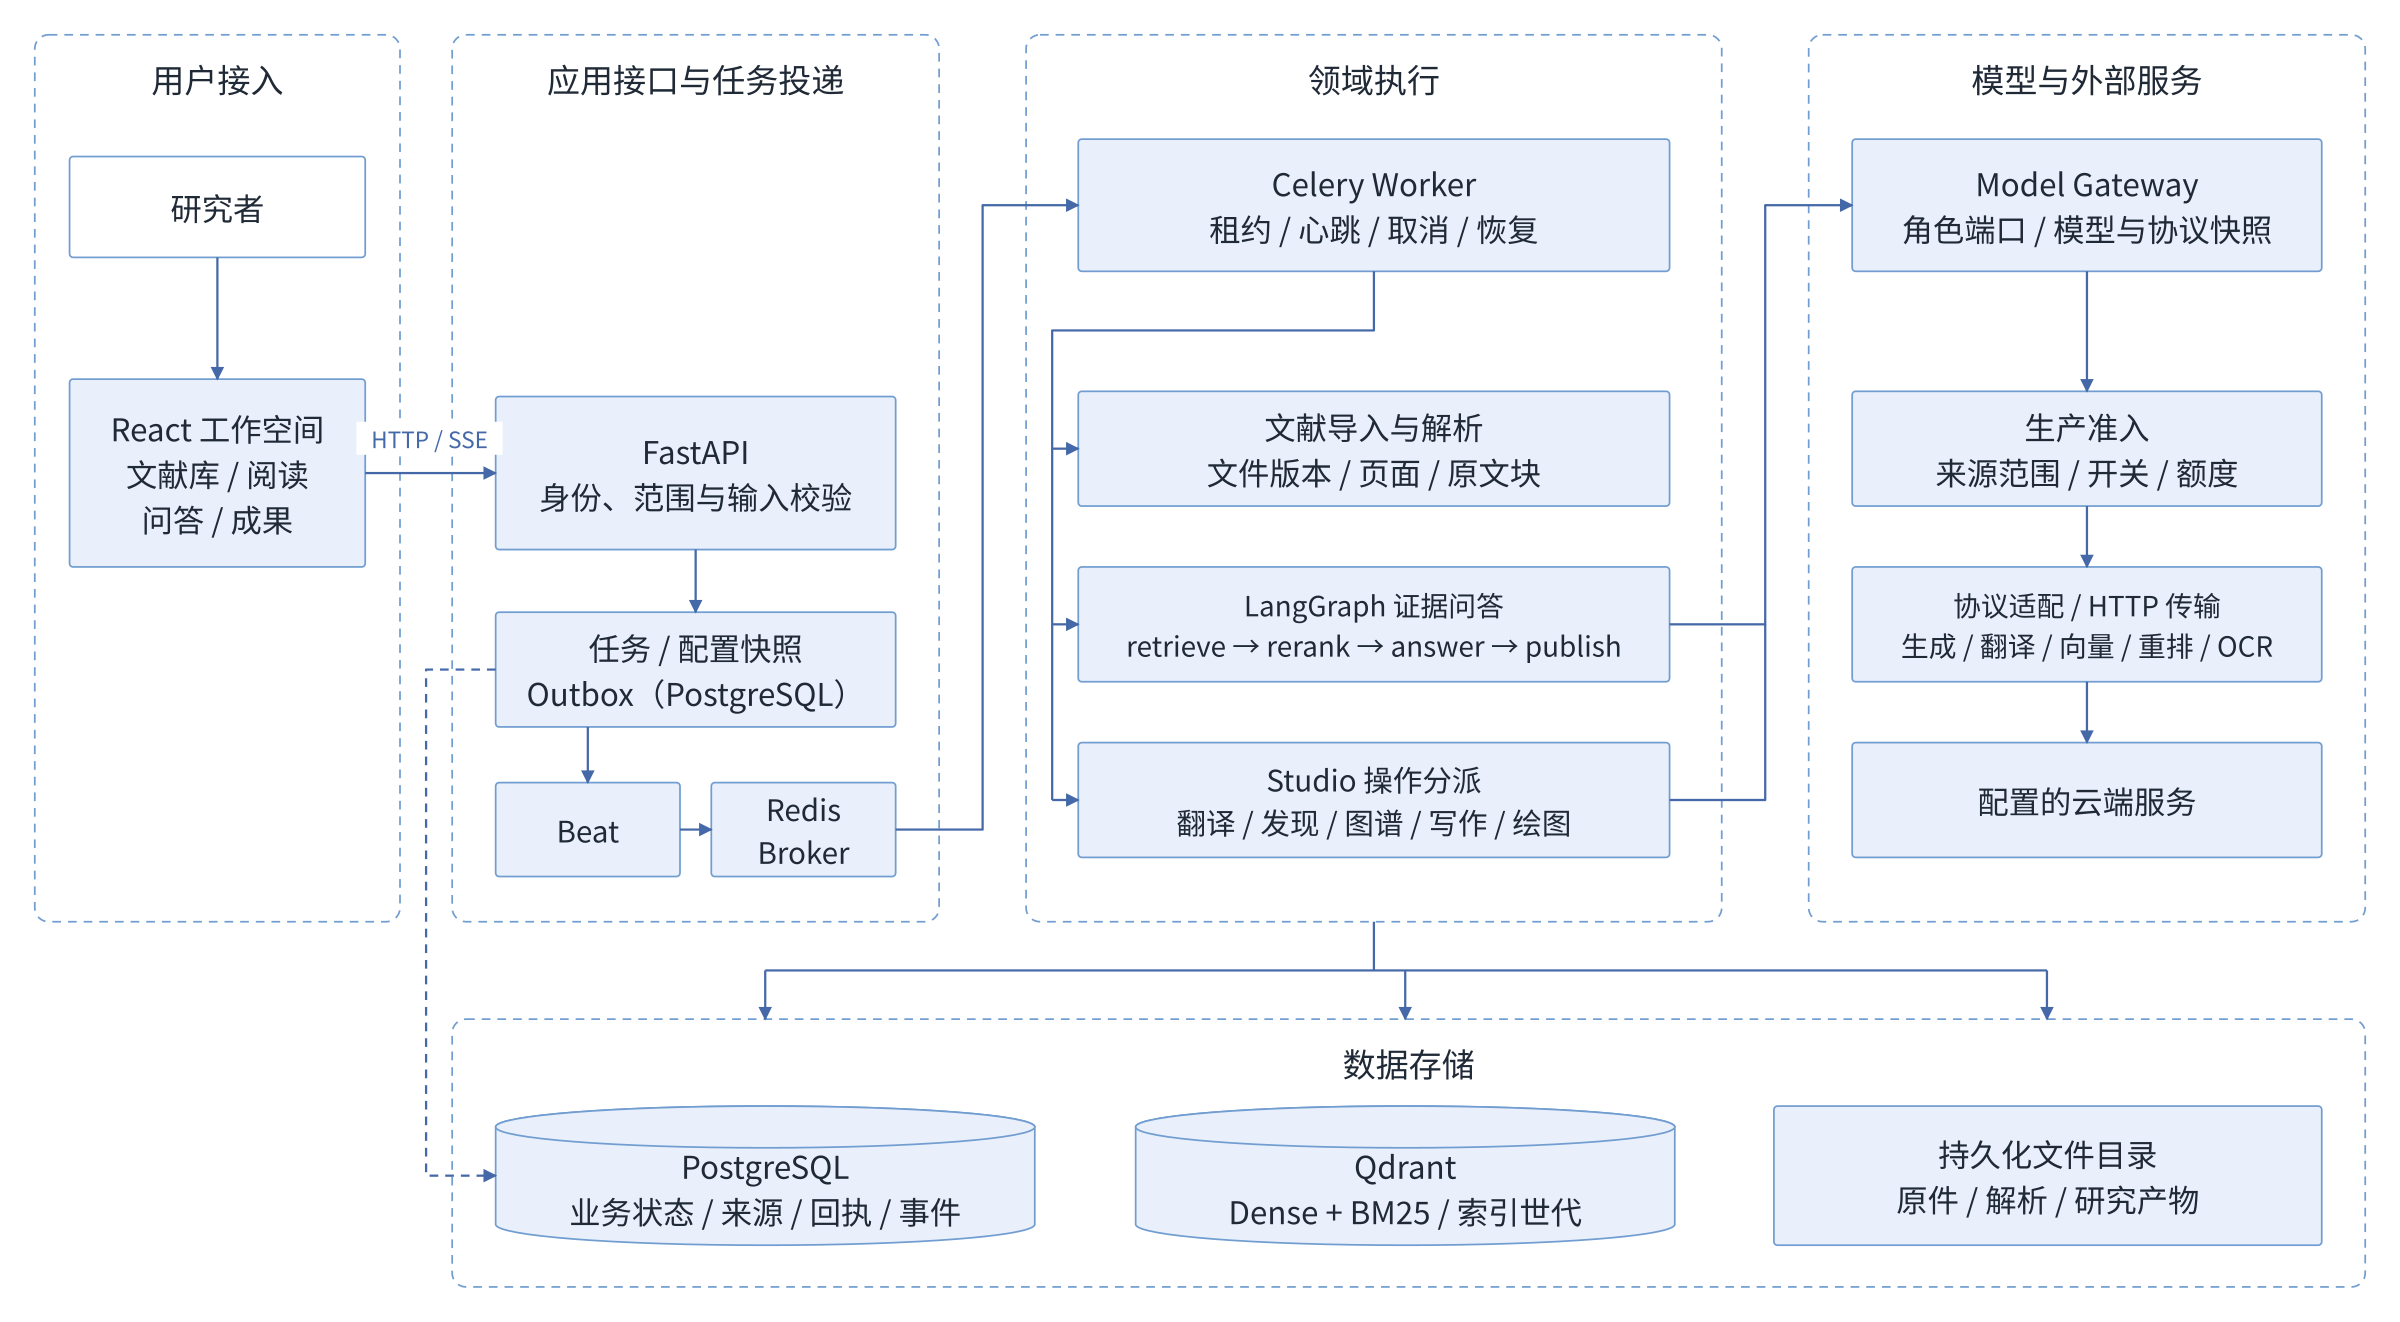 用户接入
研究者
React 工作空间
文献库 / 阅读
问答 / 成果
HTTP / SSE
应用接口与任务投递
FastAPI
身份、范围与输入校验
任务 / 配置快照
Outbox（PostgreSQL）
Beat
Redis
Broker
领域执行
Celery Worker
租约 / 心跳 / 取消 / 恢复
文献导入与解析
文件版本 / 页面 / 原文块
LangGraph 证据问答
retrieve → rerank → answer → publish
Studio 操作分派
翻译 / 发现 / 图谱 / 写作 / 绘图
模型与外部服务
Model Gateway
角色端口 / 模型与协议快照
生产准入
来源范围 / 开关 / 额度
协议适配 / HTTP 传输
生成 / 翻译 / 向量 / 重排 / OCR
配置的云端服务
数据存储
PostgreSQL
业务状态 / 来源 / 回执 / 事件
Qdrant
Dense + BM25 / 索引世代
持久化文件目录
原件 / 解析 / 研究产物